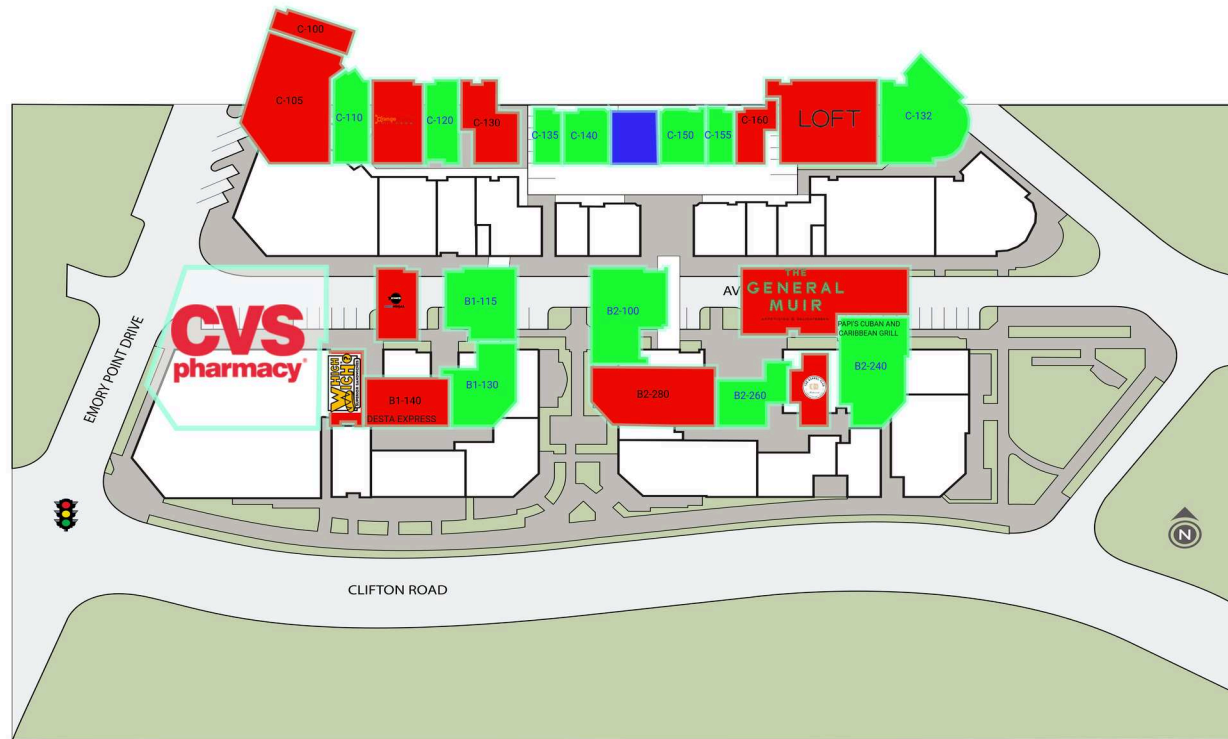 C-100
C-105
C-110
C-120
C-130
C-135
C-140
C-150
C-155
C-160
LOFT
C-132
CVS
pharmacy
B1-115
B2-100
AV
THE
GENERAL
MUIR
PAPI'S CUBAN AND
CARIBBEAN GRILL
EMORY POINT DRIVE
WHICH
WICH
B1-140
DESTA EXPRESS
B1-130
B2-280
B2-260
B2-240
N
CLIFTON ROAD